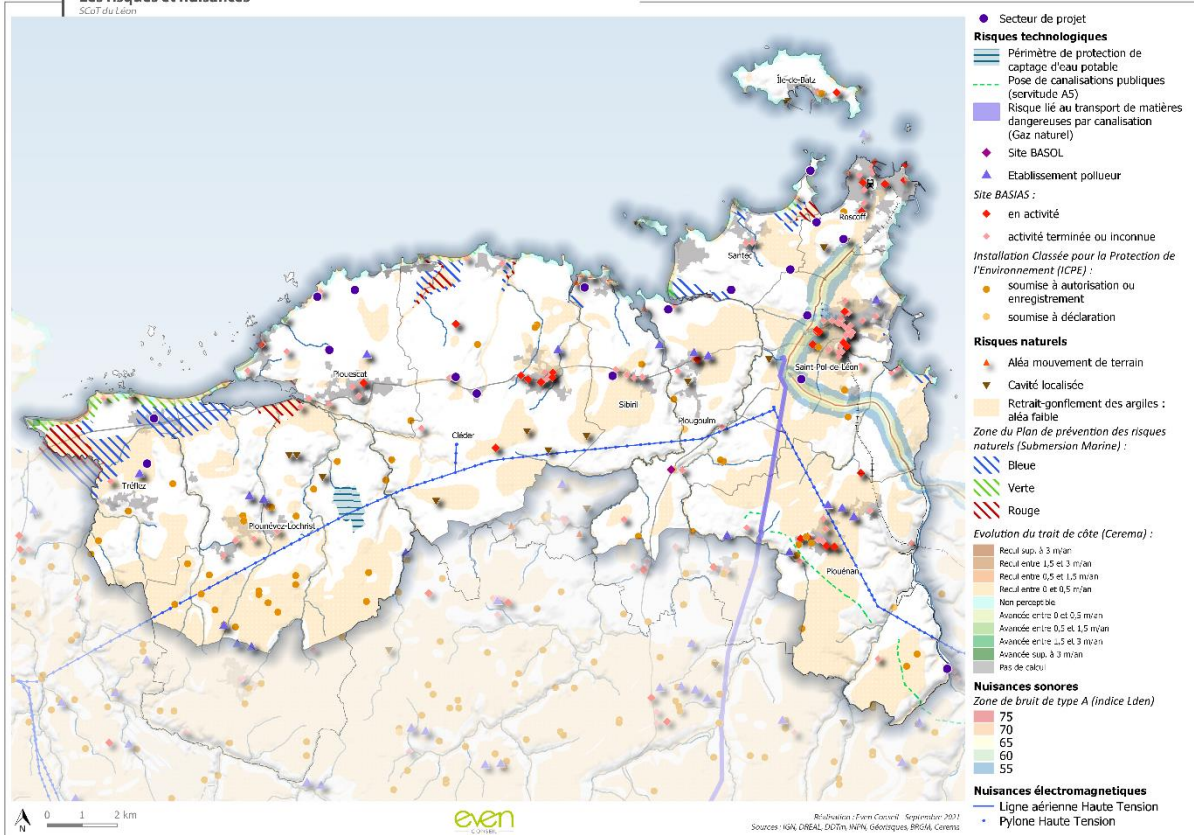 Les risques et nuisances
SCoT du Léon
Île-de-Batz
Roscoff
Santec
Saint-Pol-de-Léon
Plouescat
Sibiril
Plougoulm
Cléder
Tréflez
Plounévez-Lochrist
Plouénan
Secteur de projet
Risques technologiques
Périmètre de protection de
captage d'eau potable
Pose de canalisations publiques
(servitude A5)
Risque lié au transport de matières
dangereuses par canalisation
(Gaz naturel)
Site BASOL
Etablissement pollueur
Site BASIAS :
en activité
activité terminée ou inconnue
Installation Classée pour la Protection de
l'Environnement (ICPE) :
soumise à autorisation ou
enregistrement
soumise à déclaration
Risques naturels
Aléa mouvement de terrain
Cavité localisée
Retrait-gonflement des argiles :
aléa faible
Zone du Plan de prévention des risques
naturels (Submersion Marine) :
Bleue
Verte
Rouge
Evolution du trait de côte (Cerema) :
Recul sup. à 3 m/an
Recul entre 1,5 et 3 m/an
Recul entre 0,5 et 1,5 m/an
Recul entre 0 et 0,5 m/an
Non perceptible
Avancée entre 0 et 0,5 m/an
Avancée entre 0,5 et 1,5 m/an
Avancée entre 1,5 et 3 m/an
Avancée sup. à 3 m/an
Pas de calcul
Nuisances sonores
Zone de bruit de type A (indice Lden)
75
70
65
60
55
Nuisances électromagnetiques
Ligne aérienne Haute Tension
Pylone Haute Tension
N
0 1 2 km
even
CONSEIL
Réalisation : Even Conseil - Septembre 2021
Sources : IGN, DREAL, DDTm, INPN, Géorisques, BRGM, Cerema